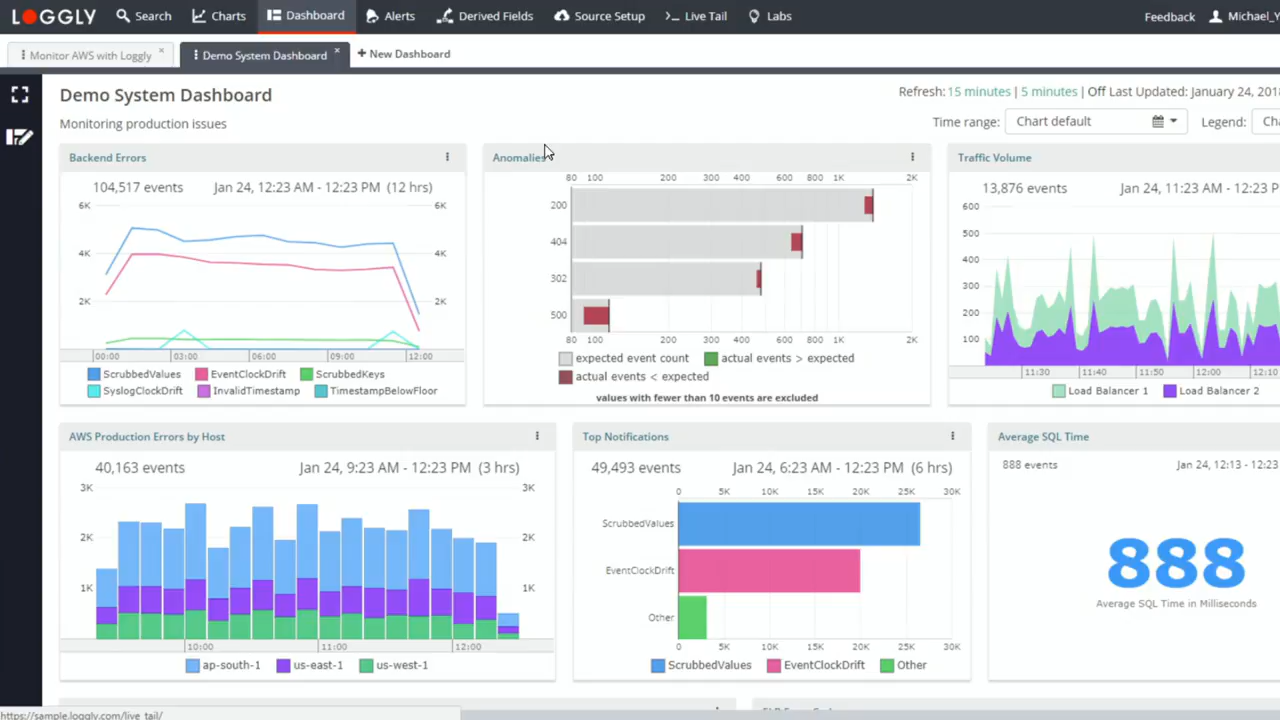 LOGGLY Search Charts Dashboard Alerts Derived Fields Source Setup Live Tail Labs Feedback Michael_Y
Monitor AWS with Loggly × Demo System Dashboard × + New Dashboard
Demo System Dashboard
Refresh: 15 minutes | 5 minutes | Off Last Updated: January 24, 201
Monitoring production issues
Time range: Chart default Legend: Ch
Backend Errors
104,517 events Jan 24, 12:23 AM - 12:23 PM (12 hrs)
6K 6K
4K 4K
2K 2K
00:00 03:00 06:00 09:00 12:00
ScrubbedValues EventClockDrift ScrubbedKeys
SyslogClockDrift InvalidTimestamp TimestampBelowFloor
Anomalies
80 100 200 300 400 600 800 1K 2K
200
404
302
500
80 100 200 300 400 600 800 1K 2K
expected event count actual events > expected
actual events < expected
values with fewer than 10 events are excluded
Traffic Volume
13,876 events Jan 24, 11:23 AM - 12:23 P
600
500
400
300
200
100
11:30 11:40 11:50 12:00 12:10
Load Balancer 1 Load Balancer 2
AWS Production Errors by Host
40,163 events Jan 24, 9:23 AM - 12:23 PM (3 hrs)
3K 3K
2K 2K
1K 1K
10:00 11:00 12:00
ap-south-1 us-east-1 us-west-1
Top Notifications
49,493 events Jan 24, 6:23 AM - 12:23 PM (6 hrs)
0 5K 10K 15K 20K 25K 30K
ScrubbedValues
EventClockDrift
Other
0 5K 10K 15K 20K 25K 30K
ScrubbedValues EventClockDrift Other
Average SQL Time
888 events Jan 24, 12:13 - 12:23
888
Average SQL Time in Milliseconds
https://sample.loggly.com/live_tail/